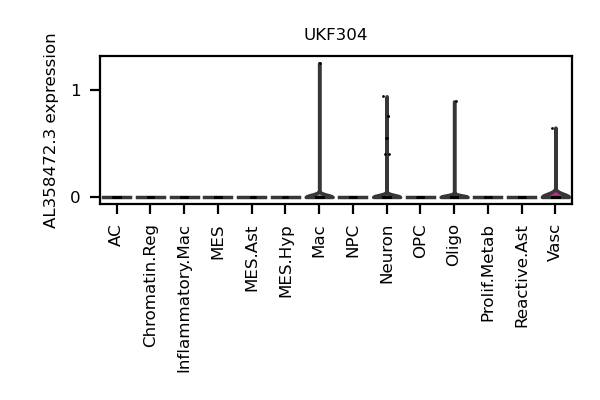 UKF304
AL358472.3 expression
1
0
AC
Chromatin.Reg
Inflammatory.Mac
MES
MES.Ast
MES.Hyp
Mac
NPC
Neuron
OPC
Oligo
Prolif.Metab
Reactive.Ast
Vasc